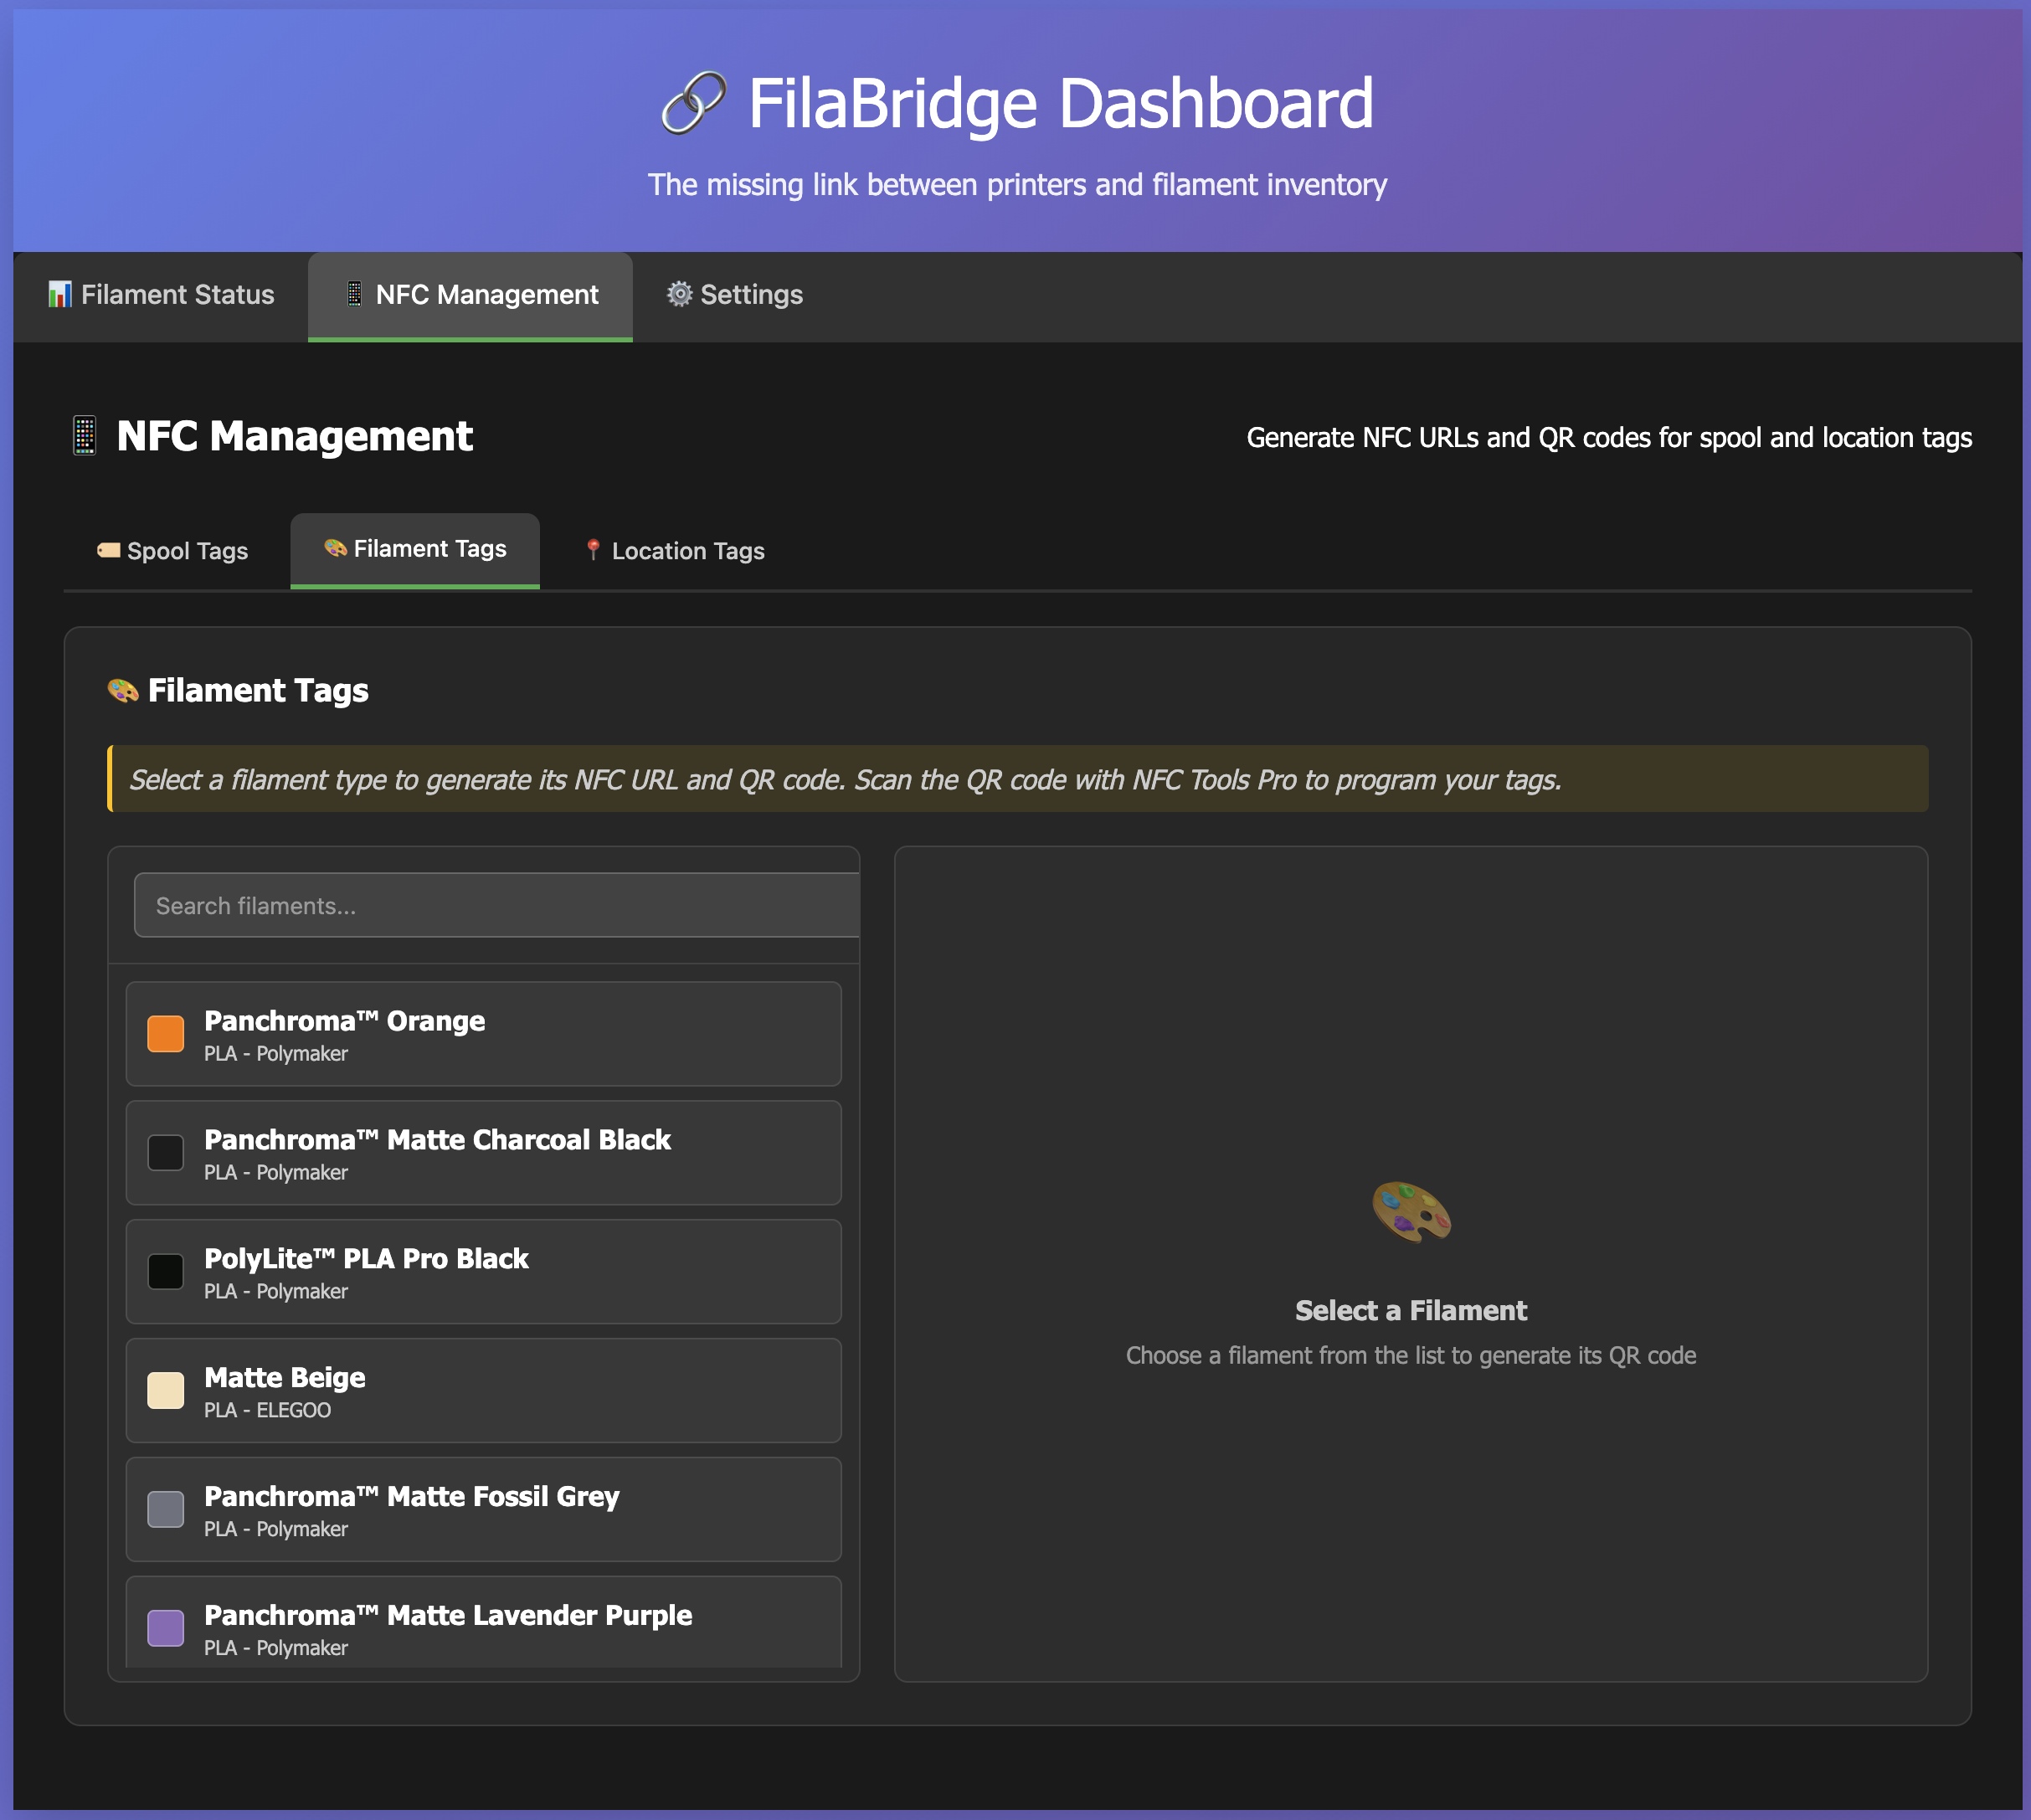 FilaBridge Dashboard
The missing link between printers and filament inventory
Filament Status
NFC Management
Settings
NFC Management
Generate NFC URLs and QR codes for spool and location tags
Spool Tags
Filament Tags
Location Tags
Filament Tags
Select a filament type to generate its NFC URL and QR code. Scan the QR code with NFC Tools Pro to program your tags.
Search filaments...
Panchroma™ Orange
PLA - Polymaker
Panchroma™ Matte Charcoal Black
PLA - Polymaker
PolyLite™ PLA Pro Black
PLA - Polymaker
Matte Beige
PLA - ELEGOO
Panchroma™ Matte Fossil Grey
PLA - Polymaker
Panchroma™ Matte Lavender Purple
PLA - Polymaker
Select a Filament
Choose a filament from the list to generate its QR code